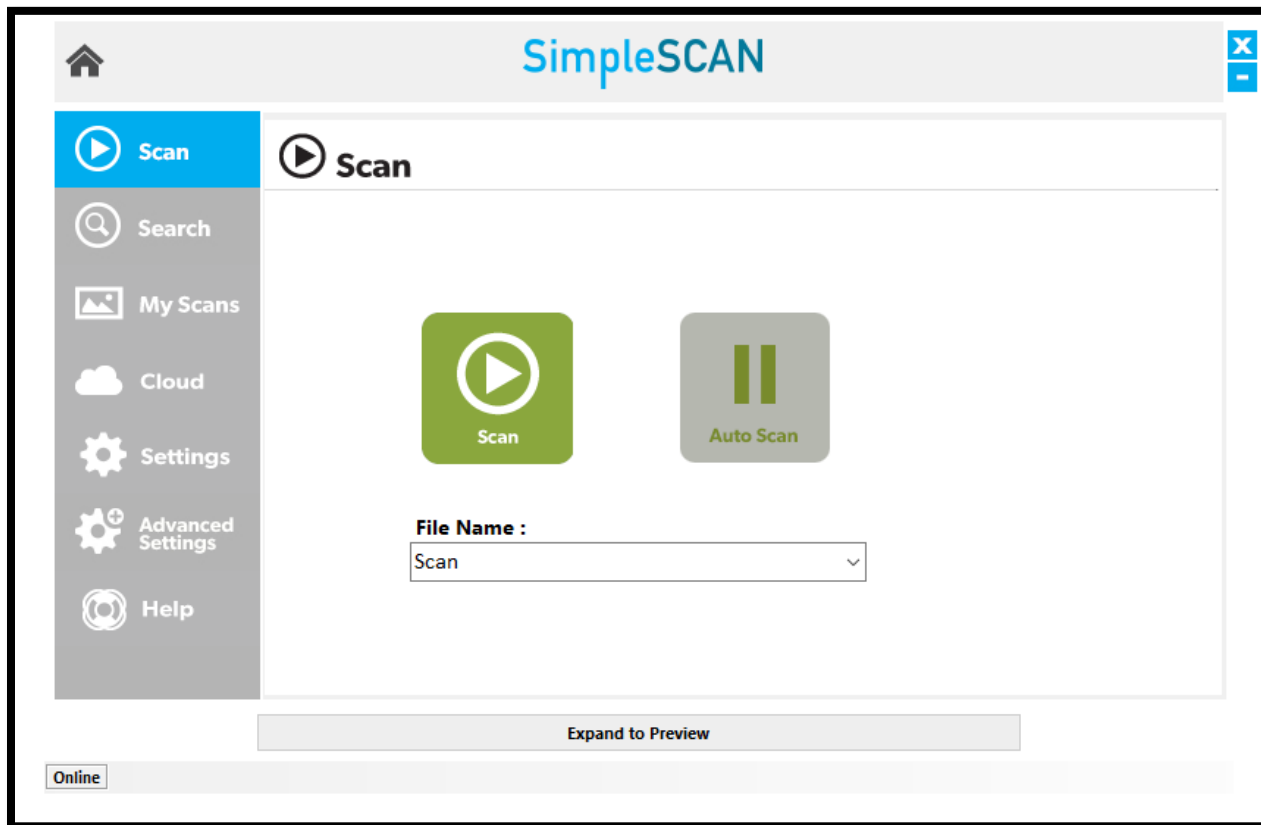 SimpleSCAN
X
-
Scan
Search
My Scans
Cloud
Settings
Advanced
Settings
Help
Scan
Scan
Auto Scan
File Name :
Scan
Expand to Preview
Online